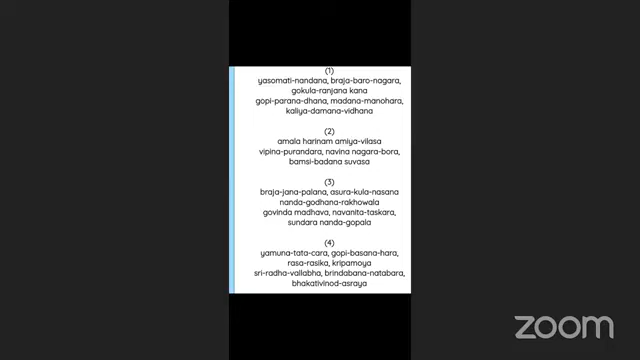 (1)
yasomati-nandana, braja-baro-nagara,
gokula-ranjana kana
gopi-parana-dhana, madana-manohara,
kaliya-damana-vidhana
(2)
amala harinam amiya-vilasa
vipina-purandara, navina nagara-bora,
bamsi-badana suvasa
(3)
braja-jana-palana, asura-kula-nasana
nanda-godhana-rakhowala
govinda madhava, navanita-taskara,
sundara nanda-gopala
(4)
yamuna-tata-cara, gopi-basana-hara,
rasa-rasika, kripamoya
sri-radha-vallabha, brindabana-natabara,
bhakativinod-asraya
zoom